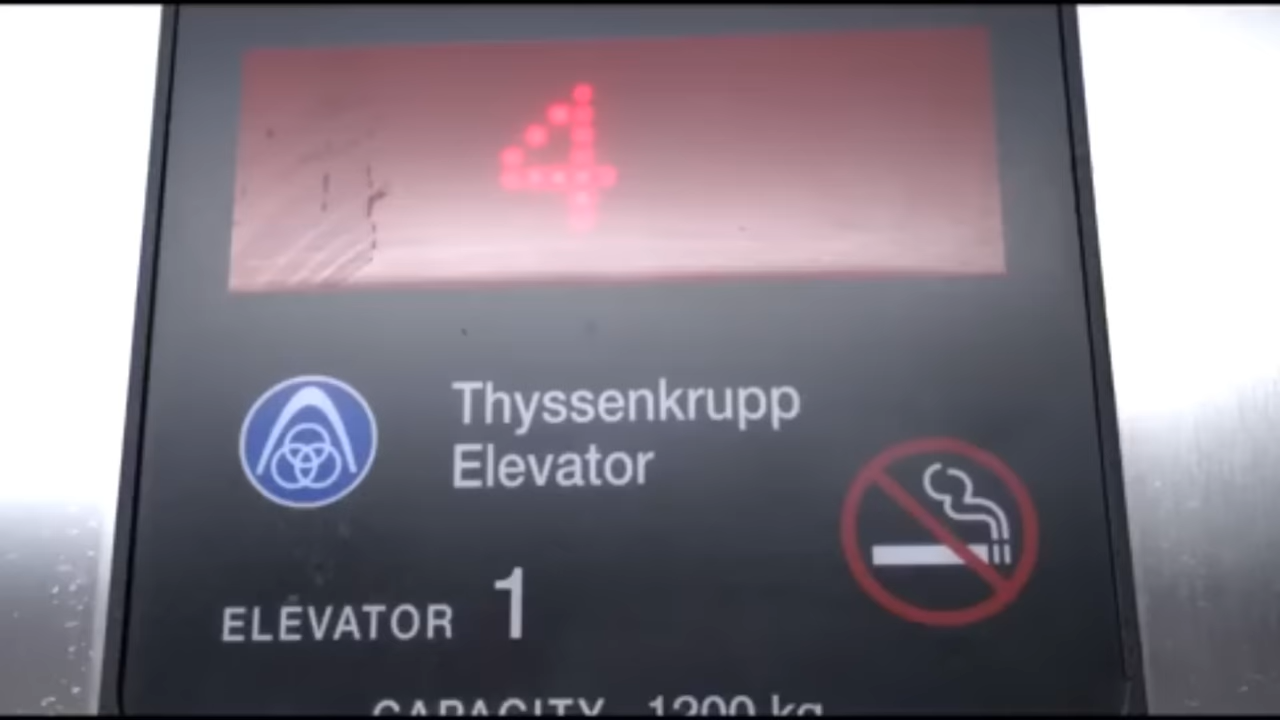 4
Thyssenkrupp
Elevator
ELEVATOR 1
CAPACITY 1200 kg